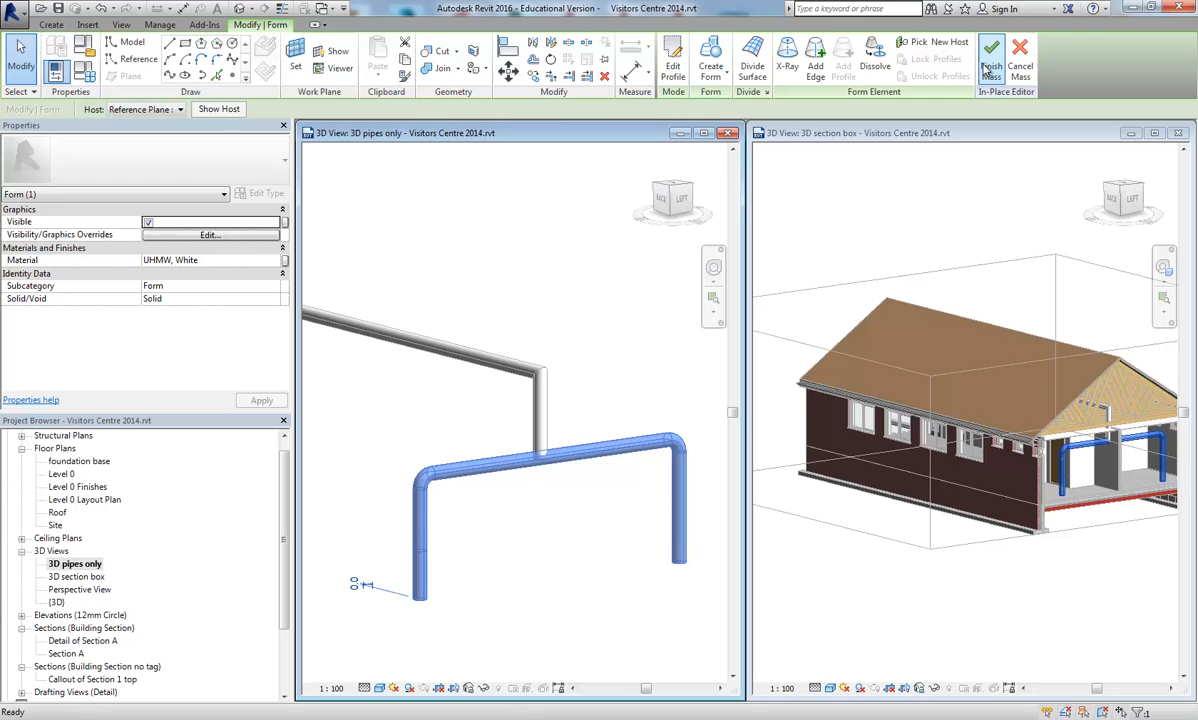 Autodesk Revit 2016 - Educational Version - Visitors Centre 2014.rvt
Type a keyword or phrase
Sign In
Create Insert View Manage Add-Ins Modify | Form
Modify
Select
Properties
Model
Reference
Plane
Draw
Set
Show
Viewer
Work Plane
Paste
Clipboard
Cut
Join
Geometry
Modify
Measure
Edit Profile
Mode
Create Form
Form
Divide Surface
Divide
X-Ray
Add Edge
Add Profile
Dissolve
Pick New Host
Lock Profiles
Unlock Profiles
Form Element
Finish Mass
Cancel Mass
In-Place Editor
Modify | Form
Host: Reference Plane :
Show Host
Properties
Form (1)
Edit Type
Graphics
Visible
Visibility/Graphics Overrides Edit...
Materials and Finishes
Material UHMW, White
Identity Data
Subcategory Form
Solid/Void Solid
Properties help
Apply
Project Browser - Visitors Centre 2014.rvt
Structural Plans
Floor Plans
foundation base
Level 0
Level 0 Finishes
Level 0 Layout Plan
Roof
Site
Ceiling Plans
3D Views
3D pipes only
3D section box
Perspective View
{3D}
Elevations (12mm Circle)
Sections (Building Section)
Detail of Section A
Section A
Sections (Building Section no tag)
Callout of Section 1 top
Drafting Views (Detail)
3D View: 3D pipes only - Visitors Centre 2014.rvt
BACK LEFT
0.0
1 : 100
3D View: 3D section box - Visitors Centre 2014.rvt
BACK LEFT
1 : 100
Ready
:1